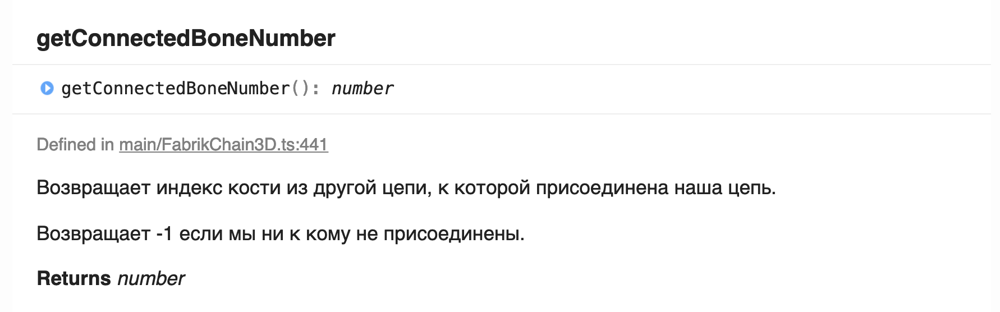 getConnectedBoneNumber
getConnectedBoneNumber(): number
Defined in main/FabrikChain3D.ts:441
Возвращает индекс кости из другой цепи, к которой присоединена наша цепь.
Возвращает -1 если мы ни к кому не присоединены.
Returns number